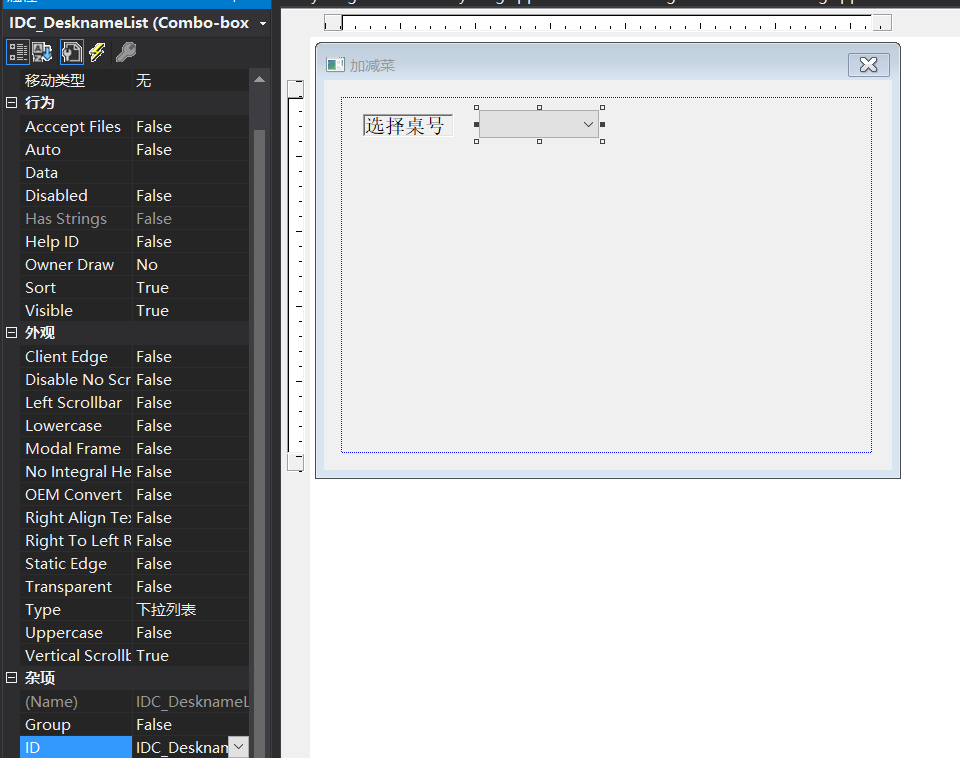 IDC_DesknameList (Combo-box
移动类型 无
行为
Acccept Files False
Auto False
Data
Disabled False
Has Strings False
Help ID False
Owner Draw No
Sort True
Visible True
外观
Client Edge False
Disable No Scr False
Left Scrollbar False
Lowercase False
Modal Frame False
No Integral He False
OEM Convert False
Right Align Tex False
Right To Left R False
Static Edge False
Transparent False
Type 下拉列表
Uppercase False
Vertical Scrollb True
杂项
(Name) IDC_DesknameL
Group False
ID IDC_Desknam
加减菜
选择桌号